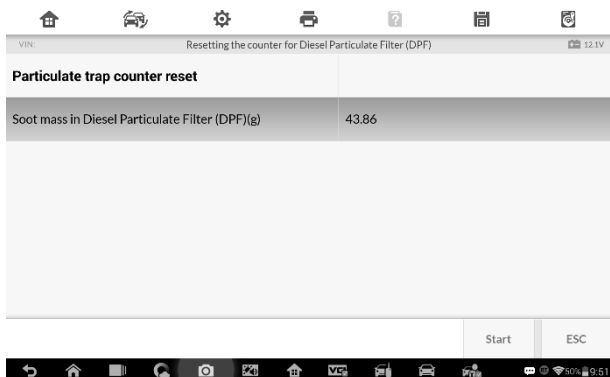 VIN: Resetting the counter for Diesel Particulate Filter (DPF) 12.1V
Particulate trap counter reset
Soot mass in Diesel Particulate Filter (DPF)(g) 43.86
Start ESC
50% 9:51